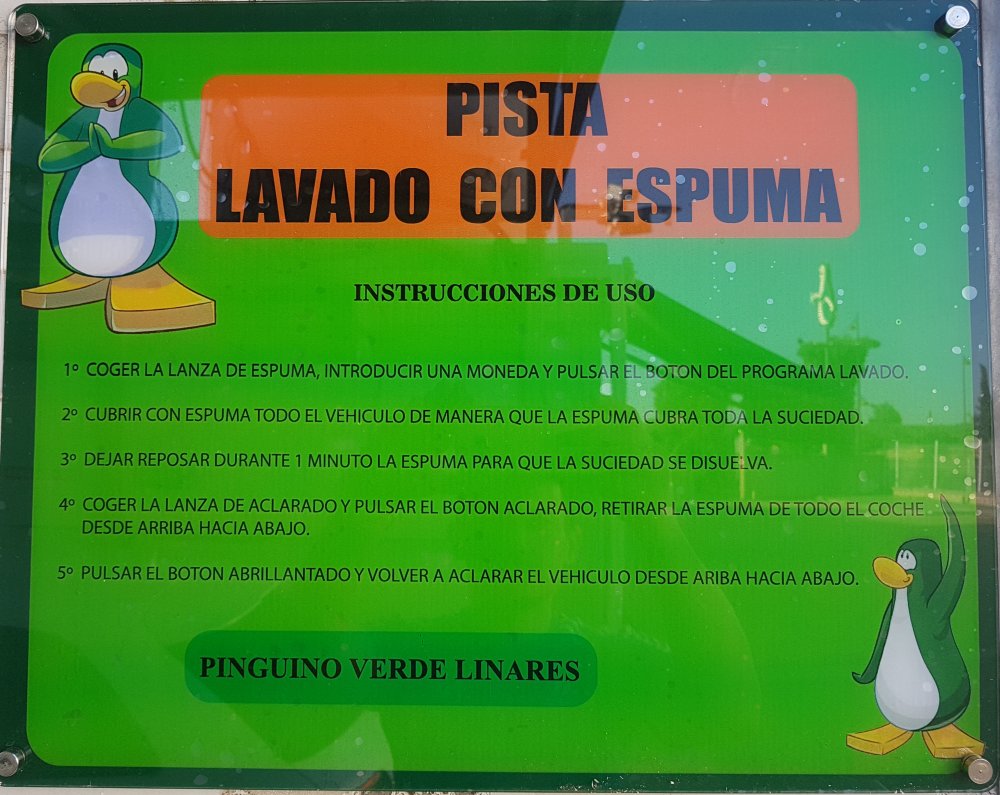 PISTA
LAVADO CON ESPUMA
INSTRUCCIONES DE USO
1º COGER LA LANZA DE ESPUMA, INTRODUCIR UNA MONEDA Y PULSAR EL BOTON DEL PROGRAMA LAVADO.
2º CUBRIR CON ESPUMA TODO EL VEHICULO DE MANERA QUE LA ESPUMA CUBRA TODA LA SUCIEDAD.
3º DEJAR REPOSAR DURANTE 1 MINUTO LA ESPUMA PARA QUE LA SUCIEDAD SE DISUELVA.
4º COGER LA LANZA DE ACLARADO Y PULSAR EL BOTON ACLARADO, RETIRAR LA ESPUMA DE TODO EL COCHE
DESDE ARRIBA HACIA ABAJO.
5º PULSAR EL BOTON ABRILLANTADO Y VOLVER A ACLARAR EL VEHICULO DESDE ARIBA HACIA ABAJO.
PINGUINO VERDE LINARES